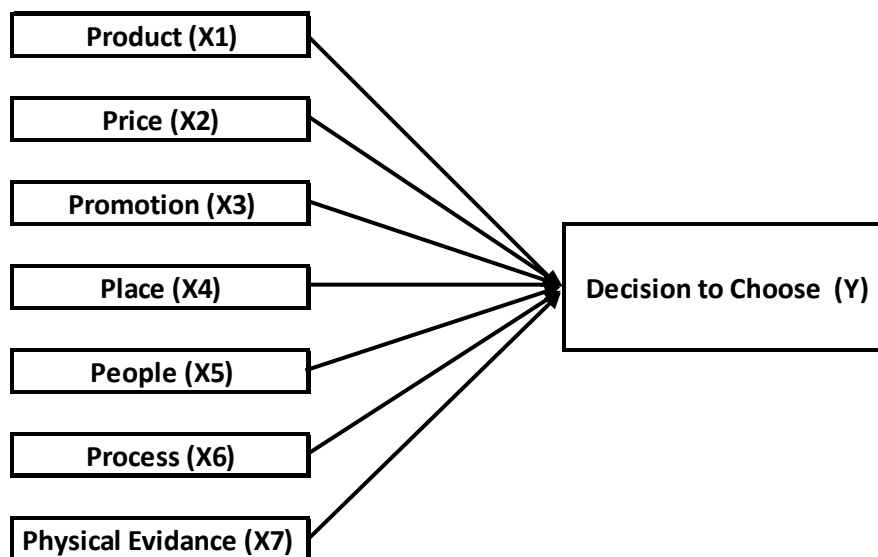 Product (X1)
Price (X2)
Promotion (X3)
Place (X4)
People (X5)
Process (X6)
Physical Evidance (X7)
Decision to Choose (Y)